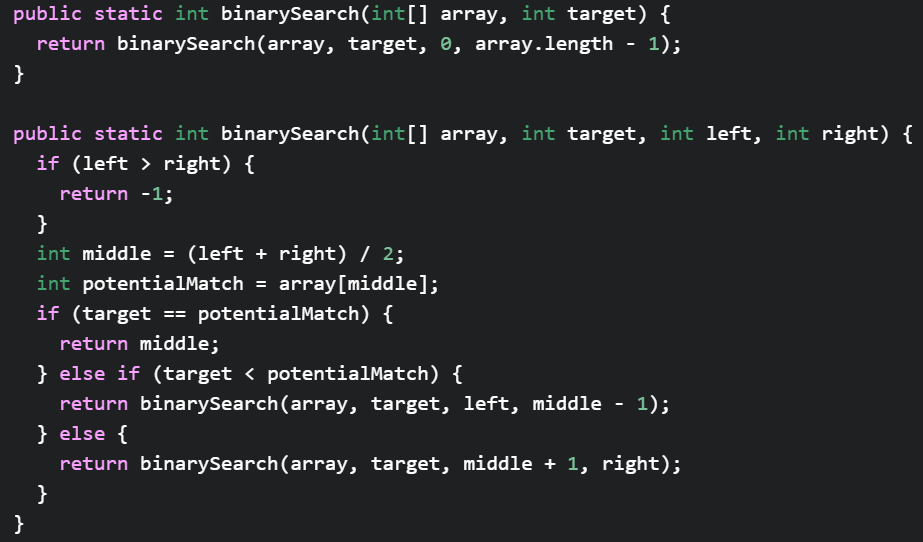 public static int binarySearch(int[] array, int target) {
  return binarySearch(array, target, 0, array.length - 1);
}

public static int binarySearch(int[] array, int target, int left, int right) {
  if (left > right) {
    return -1;
  }
  int middle = (left + right) / 2;
  int potentialMatch = array[middle];
  if (target == potentialMatch) {
    return middle;
  } else if (target < potentialMatch) {
    return binarySearch(array, target, left, middle - 1);
  } else {
    return binarySearch(array, target, middle + 1, right);
  }
}